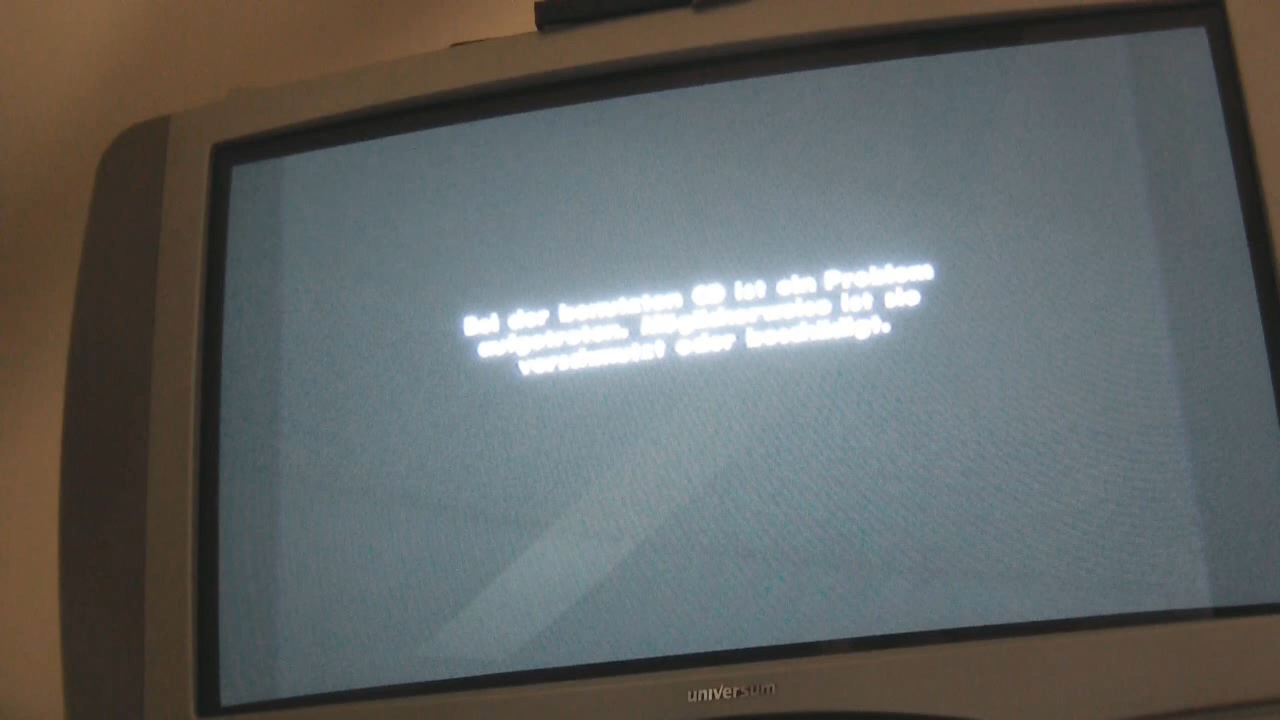 Bei der benutzten CD ist ein Problem
aufgetreten. Möglicherweise ist sie
verschmutzt oder beschädigt.
universum